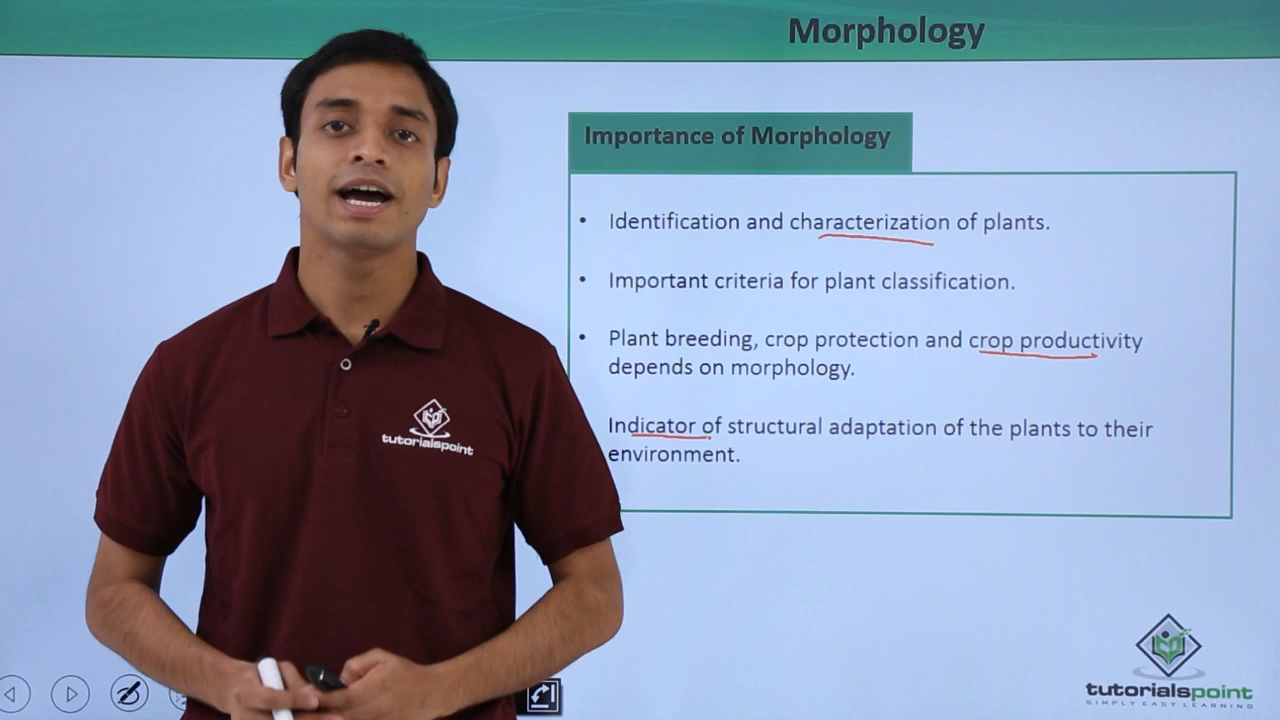 Morphology
Importance of Morphology
• Identification and characterization of plants.
• Important criteria for plant classification.
• Plant breeding, crop protection and crop productivity
depends on morphology.
Indicator of structural adaptation of the plants to their
environment.
tutorialspoint
tutorialspoint
SIMPLY EASY LEARNING